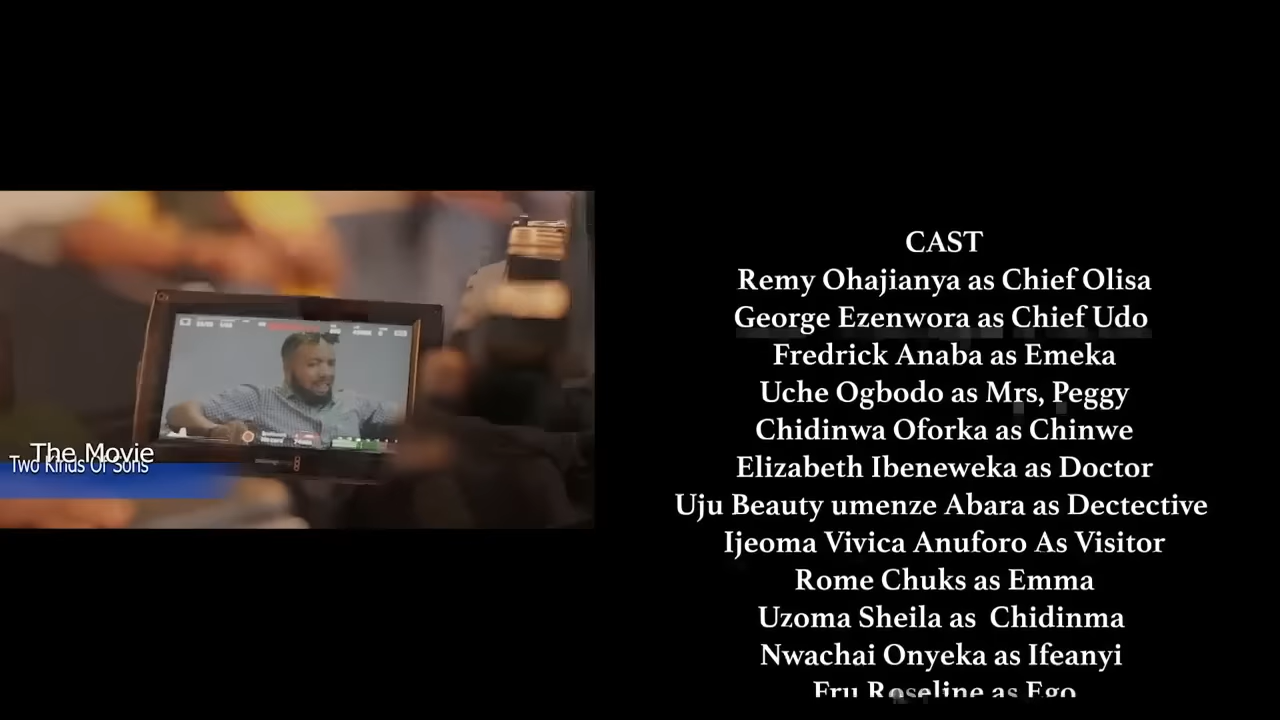 The Movie
Two Kinds Of Sons
CAST
Remy Ohajianya as Chief Olisa
George Ezenwora as Chief Udo
Fredrick Anaba as Emeka
Uche Ogbodo as Mrs, Peggy
Chidinwa Oforka as Chinwe
Elizabeth Ibeneweka as Doctor
Uju Beauty umenze Abara as Dectective
Ijeoma Vivica Anuforo As Visitor
Rome Chuks as Emma
Uzoma Sheila as Chidinma
Nwachai Onyeka as Ifeanyi
Fru Roseline as Ego